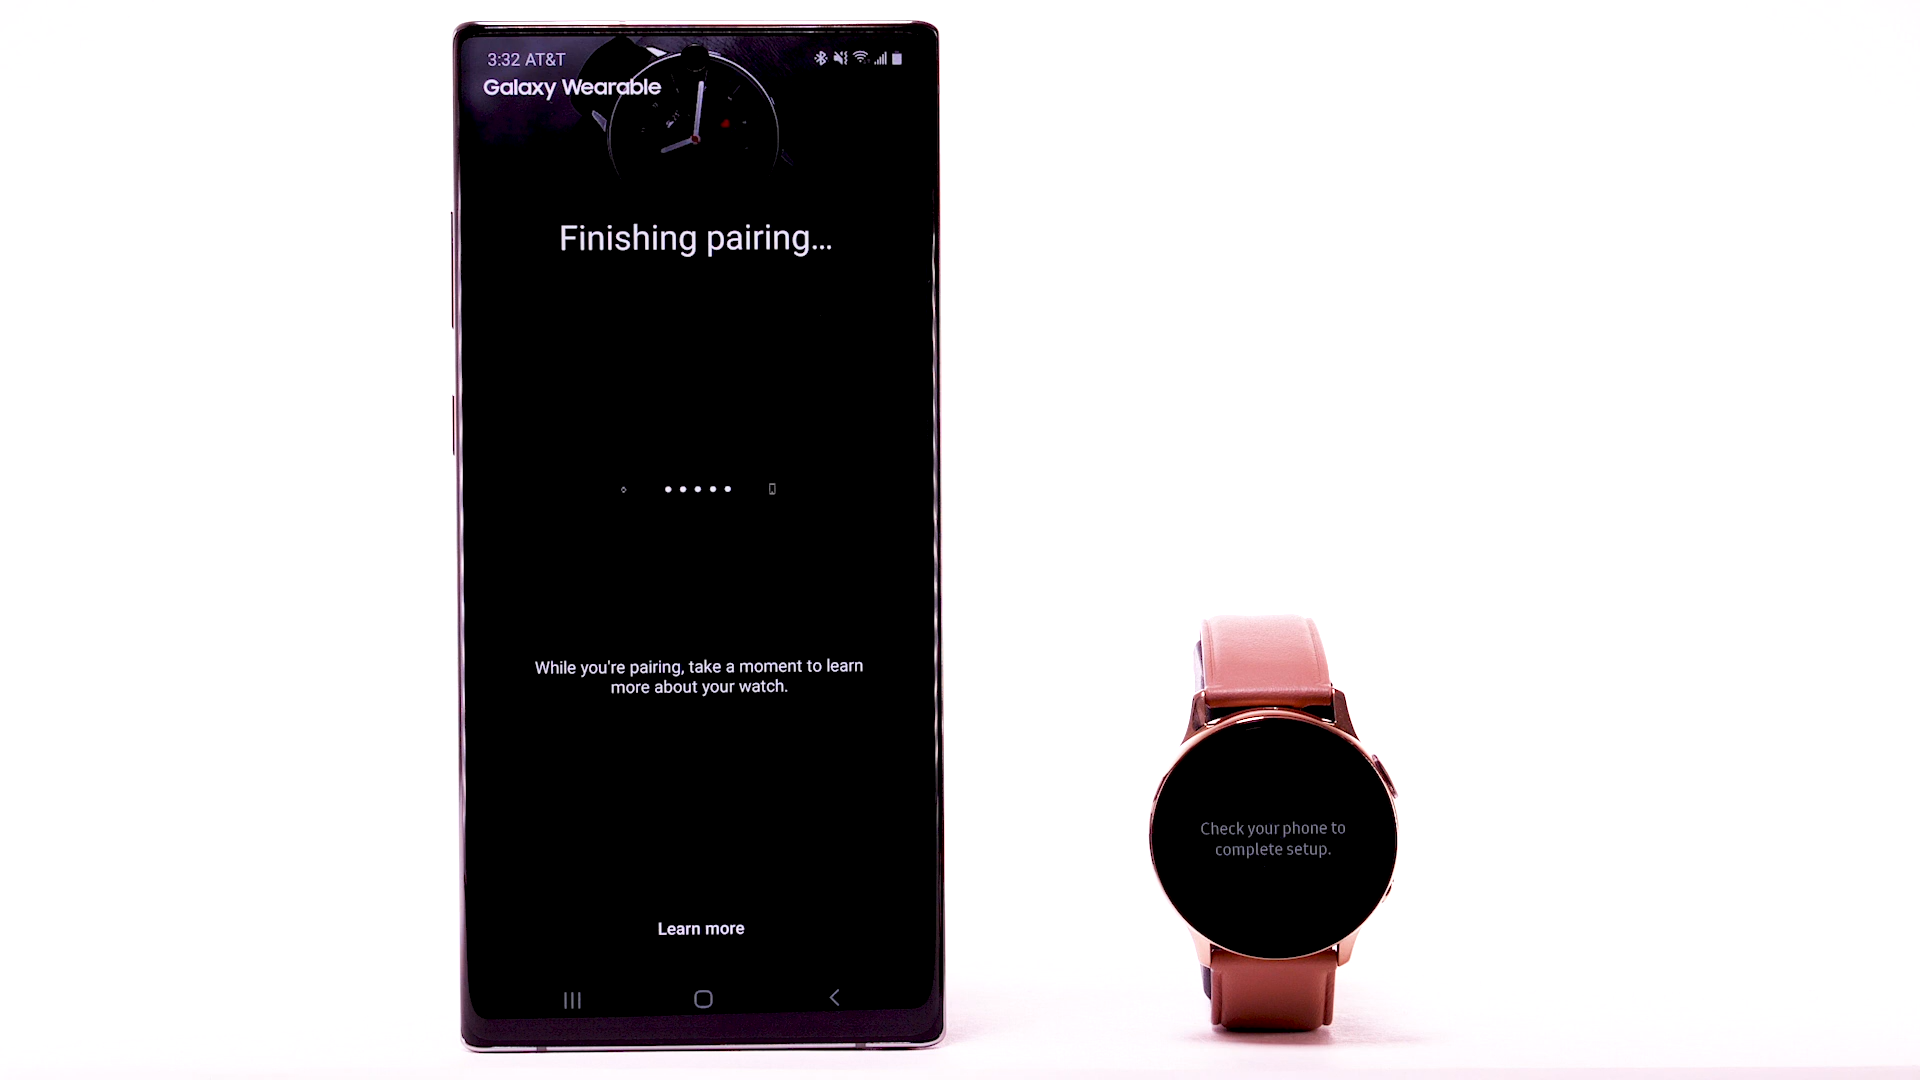 3:32 AT&T
Galaxy Wearable
Finishing pairing...
While you're pairing, take a moment to learn
more about your watch.
Learn more
Check your phone to
complete setup.